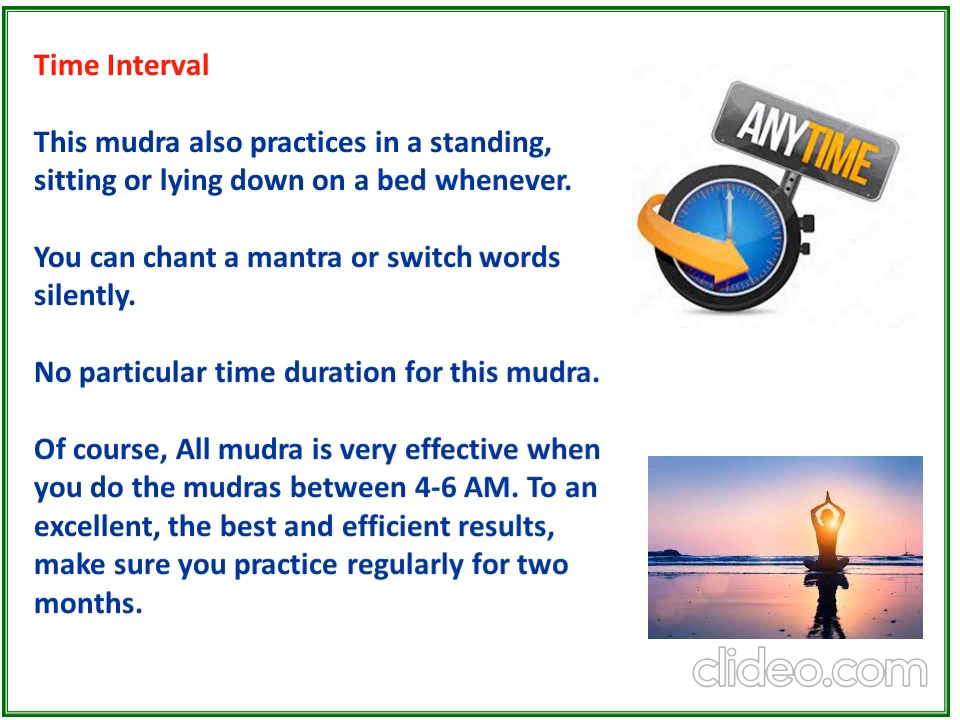 Time Interval
This mudra also practices in a standing,
sitting or lying down on a bed whenever.
You can chant a mantra or switch words
silently.
No particular time duration for this mudra.
Of course, All mudra is very effective when
you do the mudras between 4-6 AM. To an
excellent, the best and efficient results,
make sure you practice regularly for two
months.
ANYTIME
clideo.com